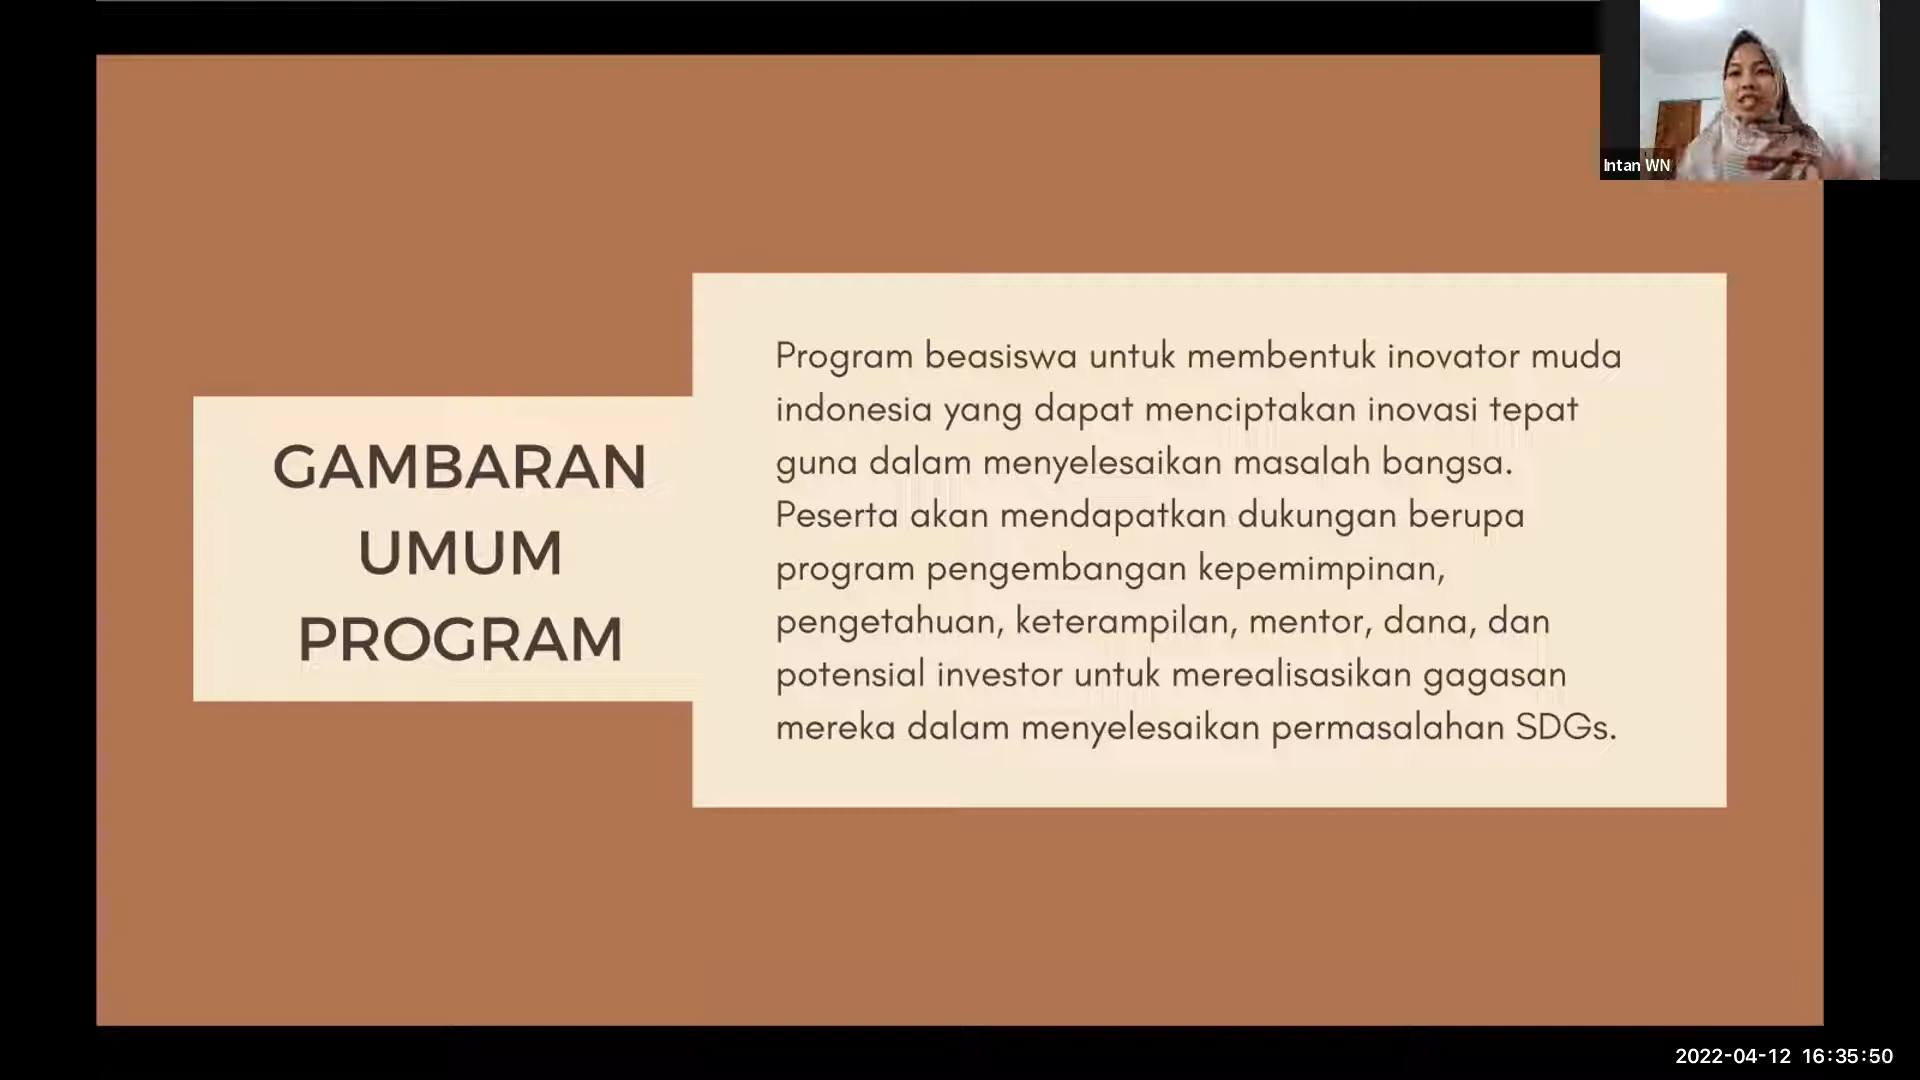 Intan WN
GAMBARAN
UMUM
PROGRAM
Program beasiswa untuk membentuk inovator muda
indonesia yang dapat menciptakan inovasi tepat
guna dalam menyelesaikan masalah bangsa.
Peserta akan mendapatkan dukungan berupa
program pengembangan kepemimpinan,
pengetahuan, keterampilan, mentor, dana, dan
potensial investor untuk merealisasikan gagasan
mereka dalam menyelesaikan permasalahan SDGs.
2022-04-12 16:35:50